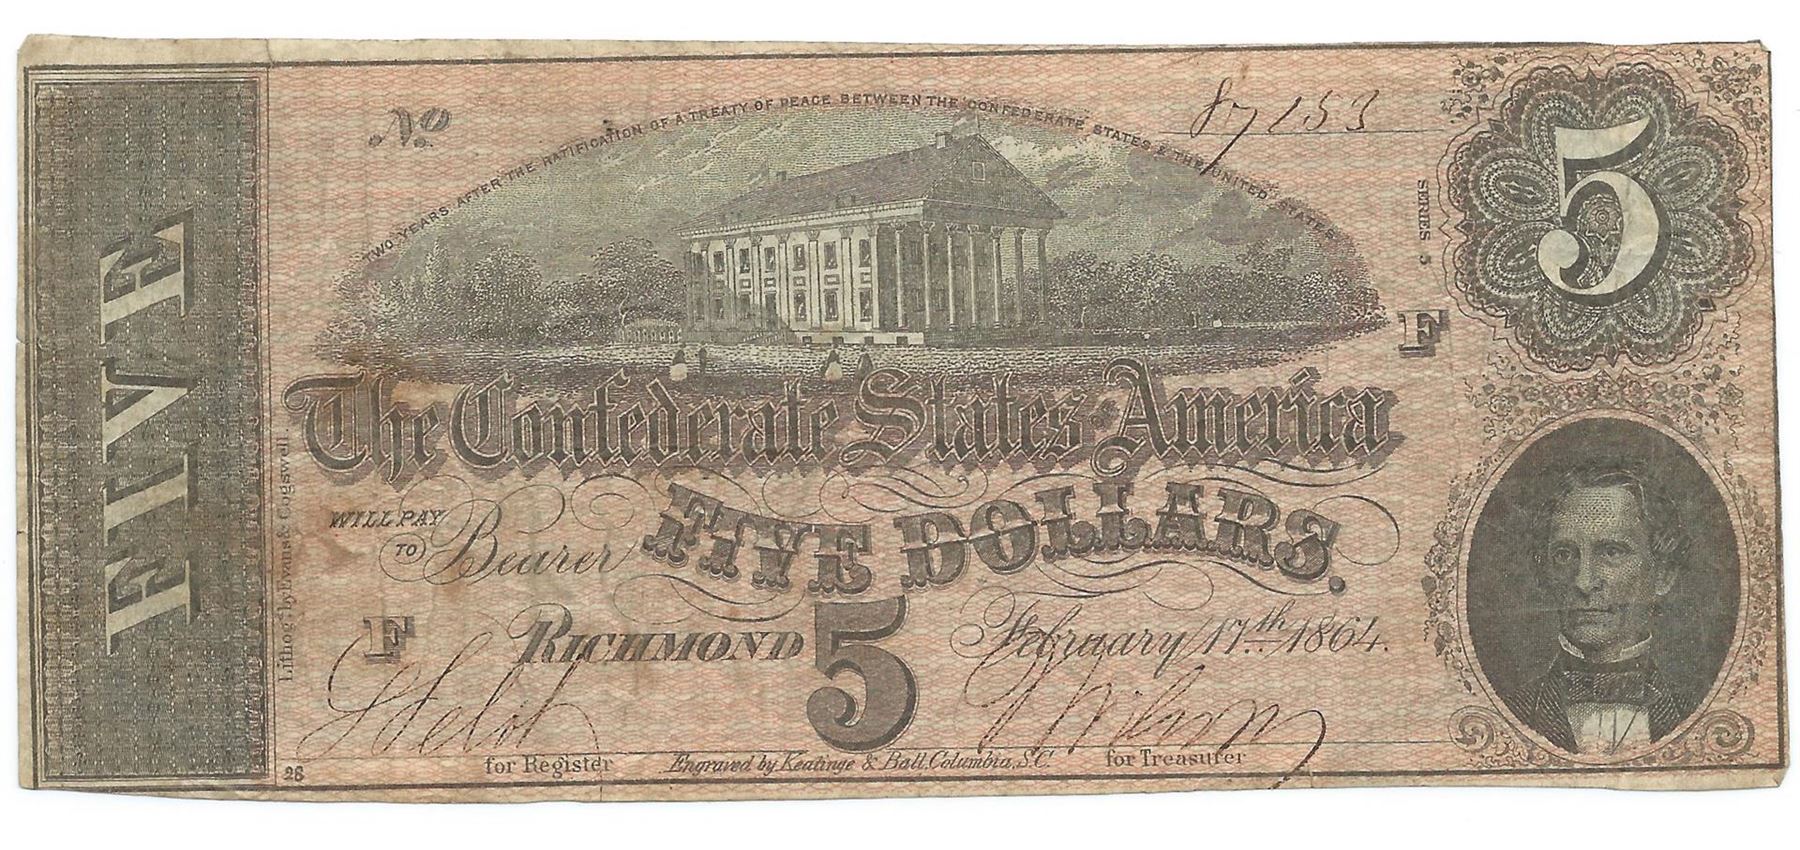 No
87153
TWO YEARS AFTER THE RATIFICATION OF A TREATY OF PEACE BETWEEN THE CONFEDERATE STATES & THE UNITED STATES
5
SERIES 5
F
FIVE
The Confederate States of America
WILL PAY
TO Bearer FIVE DOLLARS.
Lithog'd by Evans & Cogswell.
F
RICHMOND 5 February 17th 1864.
for Register
Engraved by Keatinge & Ball, Columbia, S.C.
for Treasurer
28